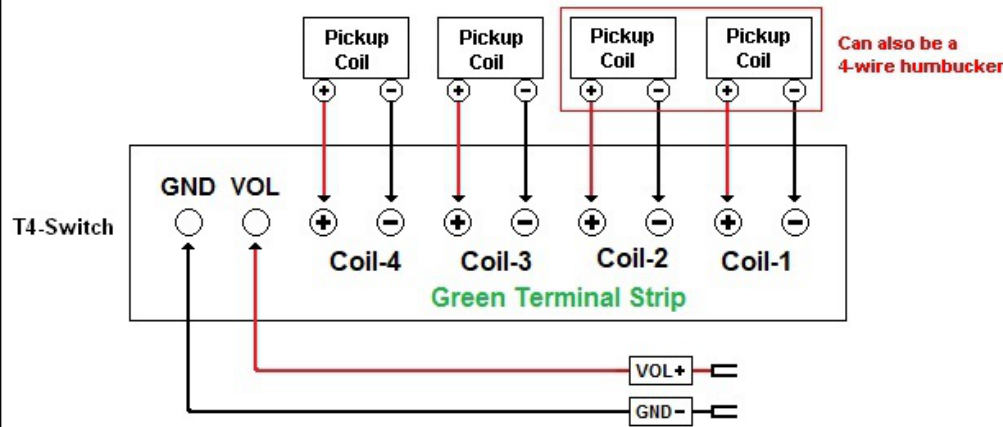 Pickup Coil
Pickup Coil
Pickup Coil
Pickup Coil
Can also be a
4-wire humbucker
+ - + - + - + -
T4-Switch
GND VOL
+ - + - + - + -
Coil-4 Coil-3 Coil-2 Coil-1
Green Terminal Strip
VOL+
GND-